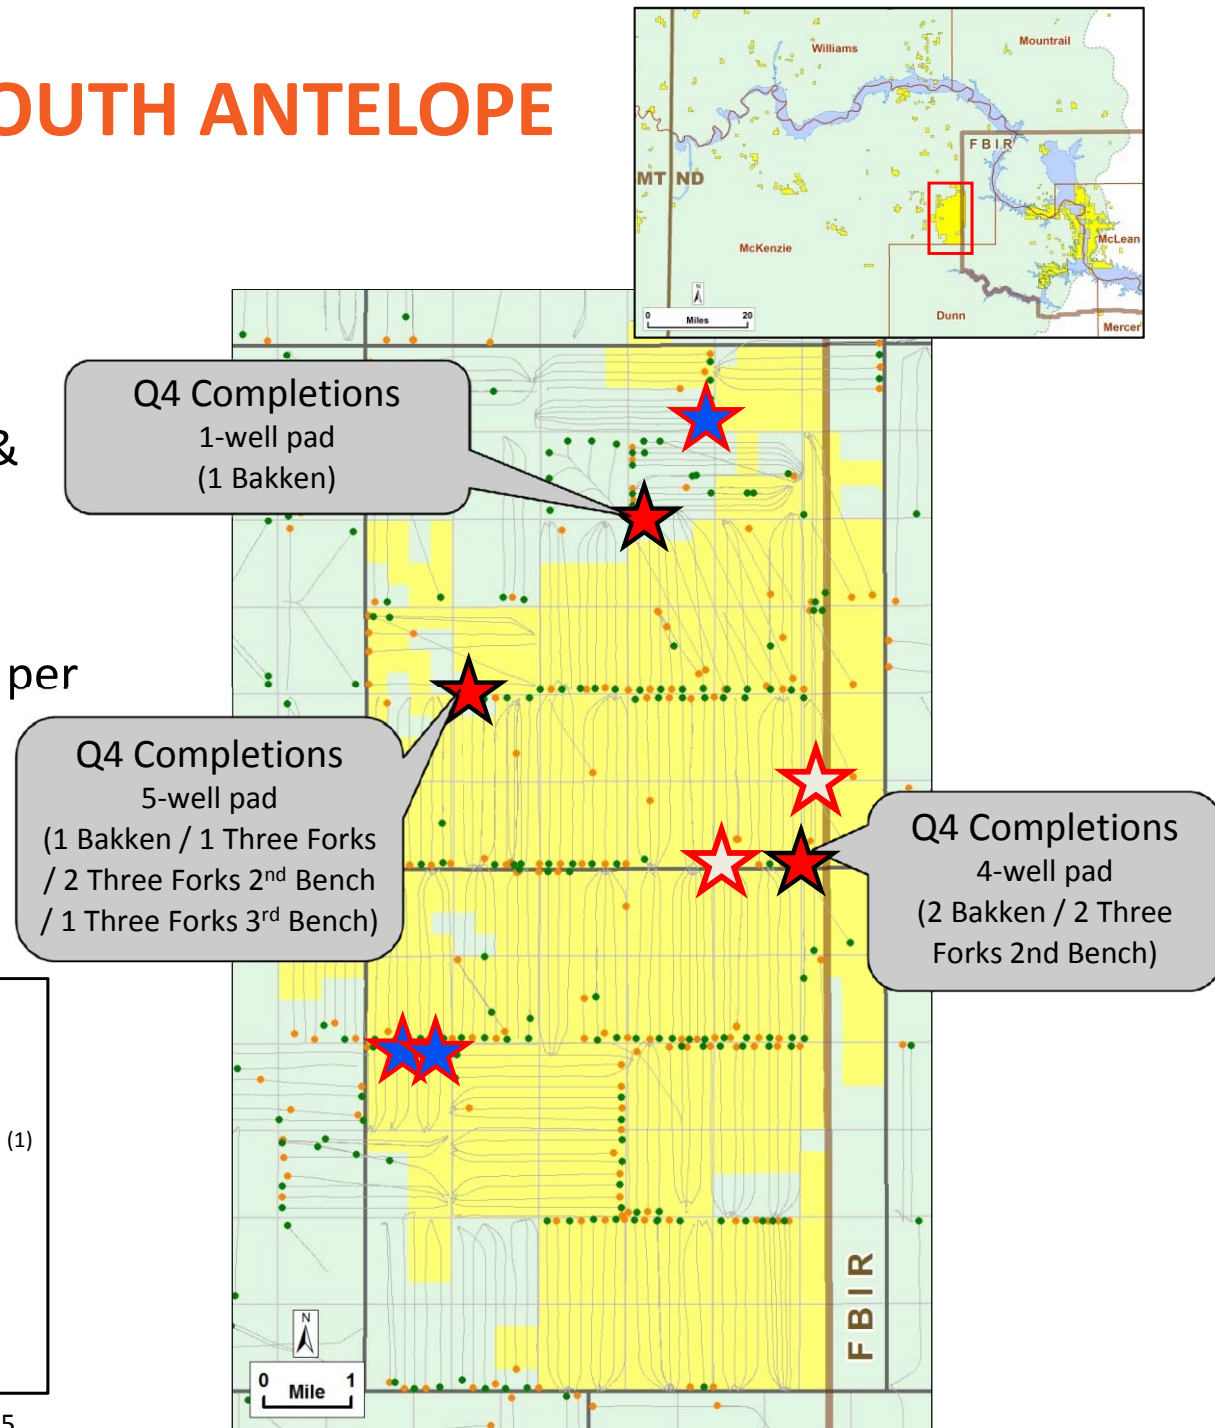 OUTH ANTELOPE
Williams
Mountrail
FBIR
MT ND
McKenzie
McLean
N
0 20
Miles
Dunn
Mercer
Q4 Completions
1-well pad
(1 Bakken)
&
per
Q4 Completions
5-well pad
(1 Bakken / 1 Three Forks
/ 2 Three Forks 2nd Bench
/ 1 Three Forks 3rd Bench)
Q4 Completions
4-well pad
(2 Bakken / 2 Three
Forks 2nd Bench)
(1)
FBIR
N
0 1
Mile
5